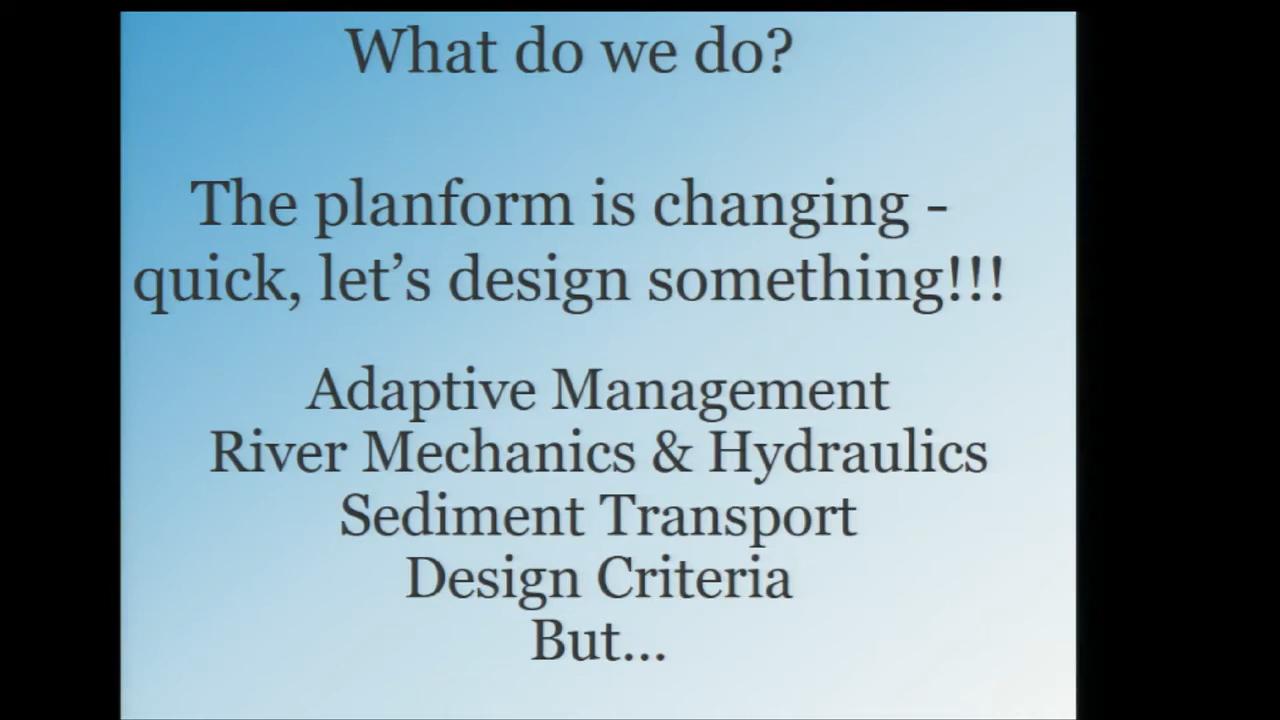 What do we do?
The planform is changing -
quick, let’s design something!!!
Adaptive Management
River Mechanics & Hydraulics
Sediment Transport
Design Criteria
But...